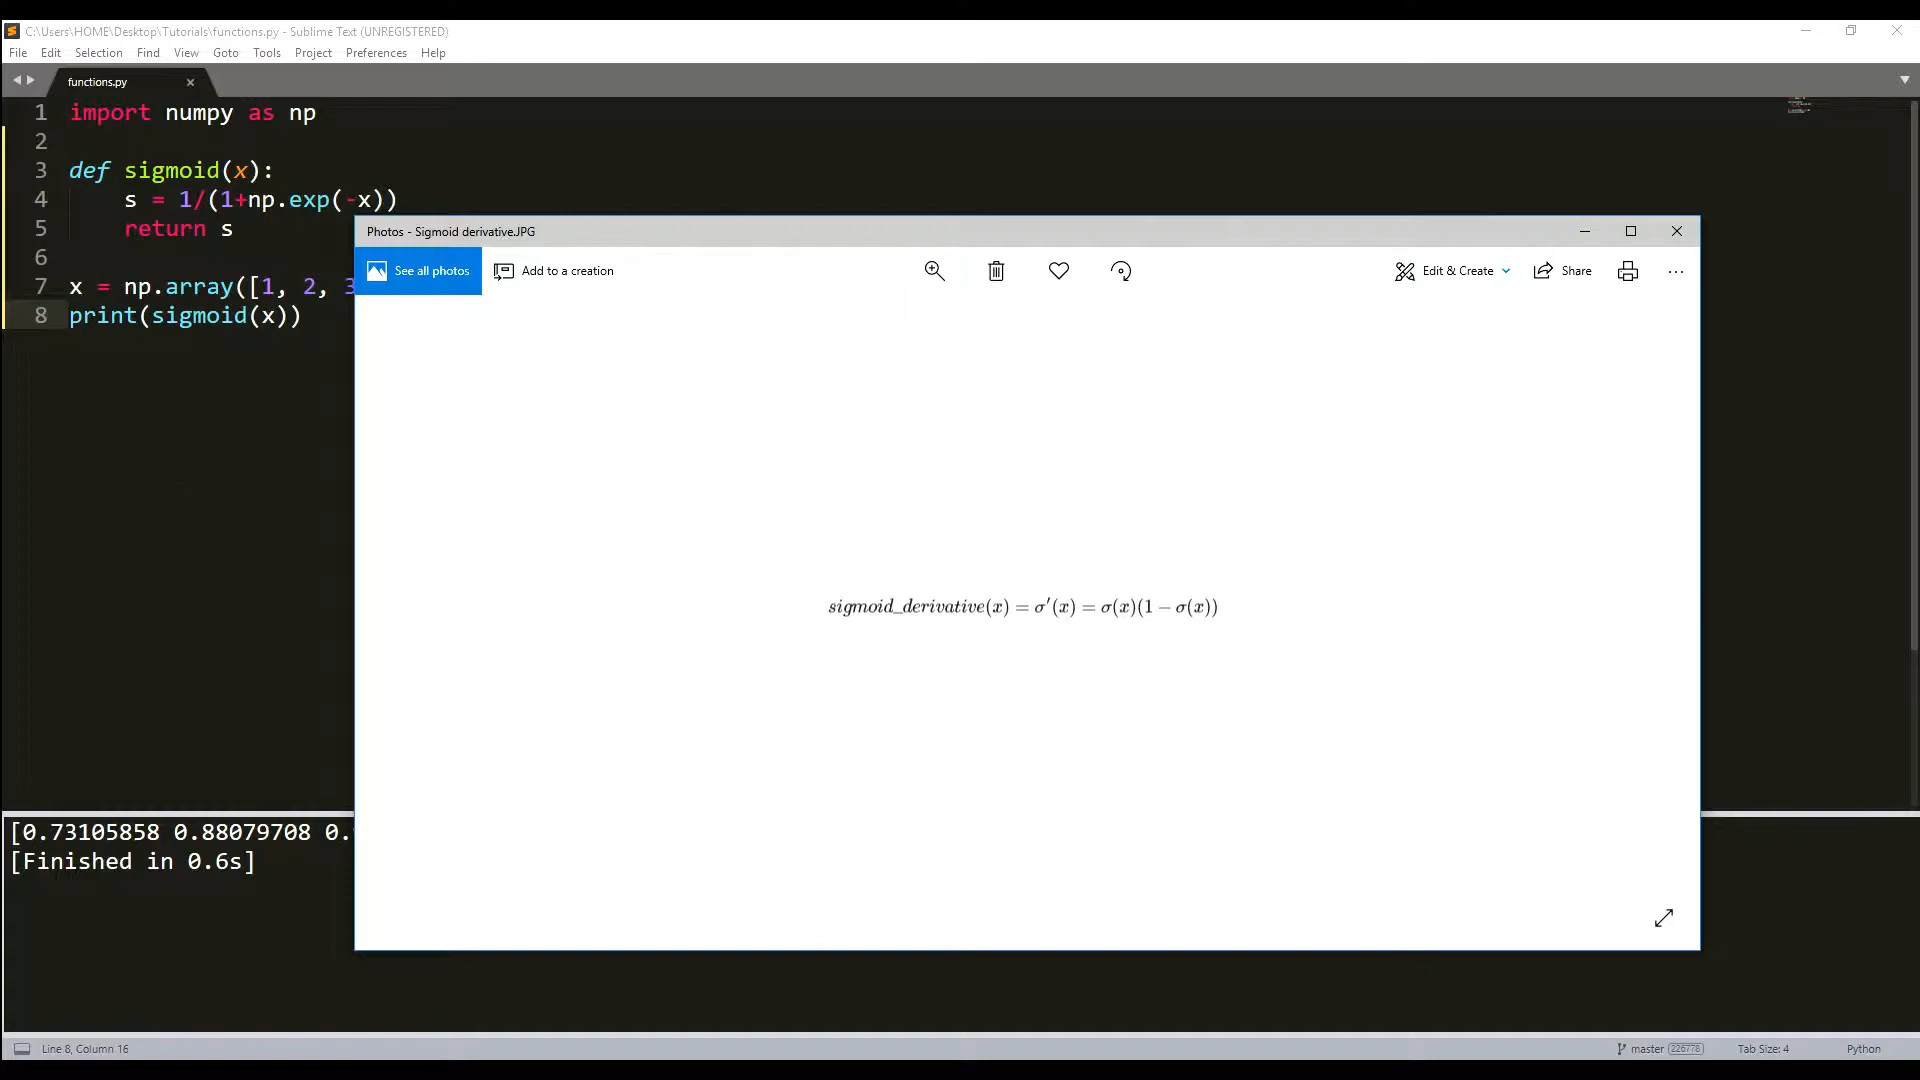 C:\Users\HOME\Desktop\Tutorials\functions.py - Sublime Text (UNREGISTERED)
File Edit Selection Find View Goto Tools Project Preferences Help
functions.py
1 import numpy as np
2
3 def sigmoid(x):
4 s = 1/(1+np.exp(-x))
5 return s
6
7 x = np.array([1, 2, 3
8 print(sigmoid(x))
Photos - Sigmoid derivative.JPG
See all photos Add to a creation Edit & Create Share
sigmoid_derivative(x) = σ′(x) = σ(x)(1 − σ(x))
[0.73105858 0.88079708 0.
[Finished in 0.6s]
Line 8, Column 16 master 226778 Tab Size: 4 Python